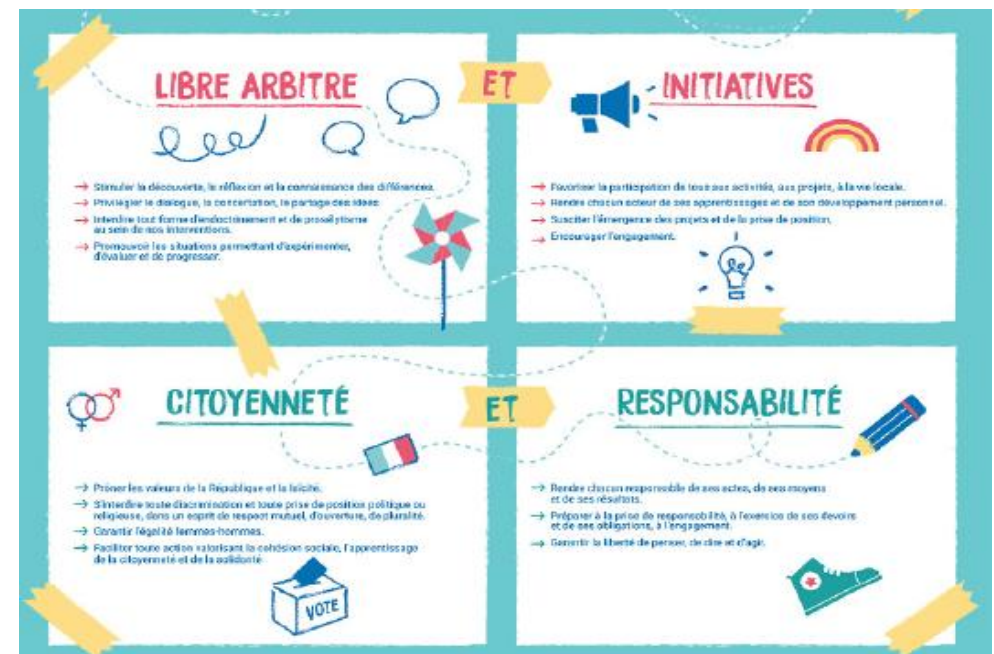 LIBRE ARBITRE
→ Stimuler la découverte, la réflexion et la connaissance des différences.
→ Privilégier le dialogue, la concertation, le partage des idées.
→ Interdire tout forme d'endoctrinement et de prosélytisme
au sein de nos interventions.
→ Promouvoir les situations permettant d'expérimenter,
d'évaluer et de progresser.
ET
INITIATIVES
→ Favoriser la participation de tous aux activités, aux projets, à la vie locale.
→ Rendre chacun acteur de ses apprentissages et de son développement personnel.
→ Susciter l'émergence des projets et de la prise de position.
→ Encourager l'engagement.
CITOYENNETÉ
→ Prôner les valeurs de la République et la laïcité.
→ S'interdire toute discrimination et toute prise de position politique ou
religieuse, dans un esprit de respect mutuel, d'ouverture, de pluralité.
→ Garantir l'égalité femmes-hommes.
→ Faciliter toute action valorisant la cohésion sociale, l'apprentissage
de la citoyenneté et de la solidarité
VOTE
ET
RESPONSABILITÉ
→ Rendre chacun responsable de ses actes, de ses moyens
et de ses résultats.
→ Préparer à la prise de responsabilité, à l'exercice de ses devoirs
et de ses obligations, à l'engagement.
→ Garantir la liberté de penser, de dire et d'agir.